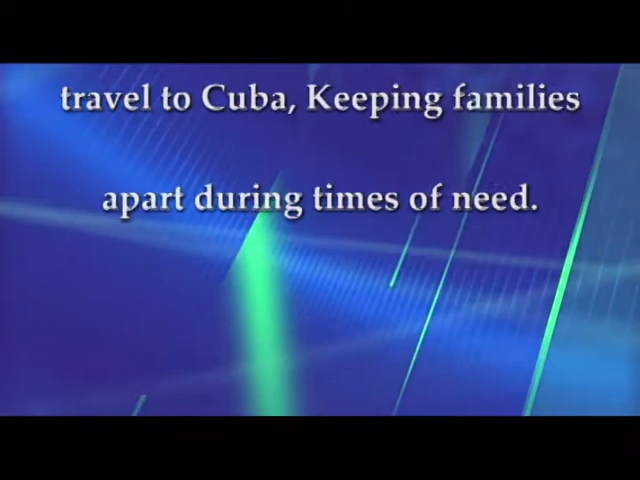 travel to Cuba, Keeping families
apart during times of need.